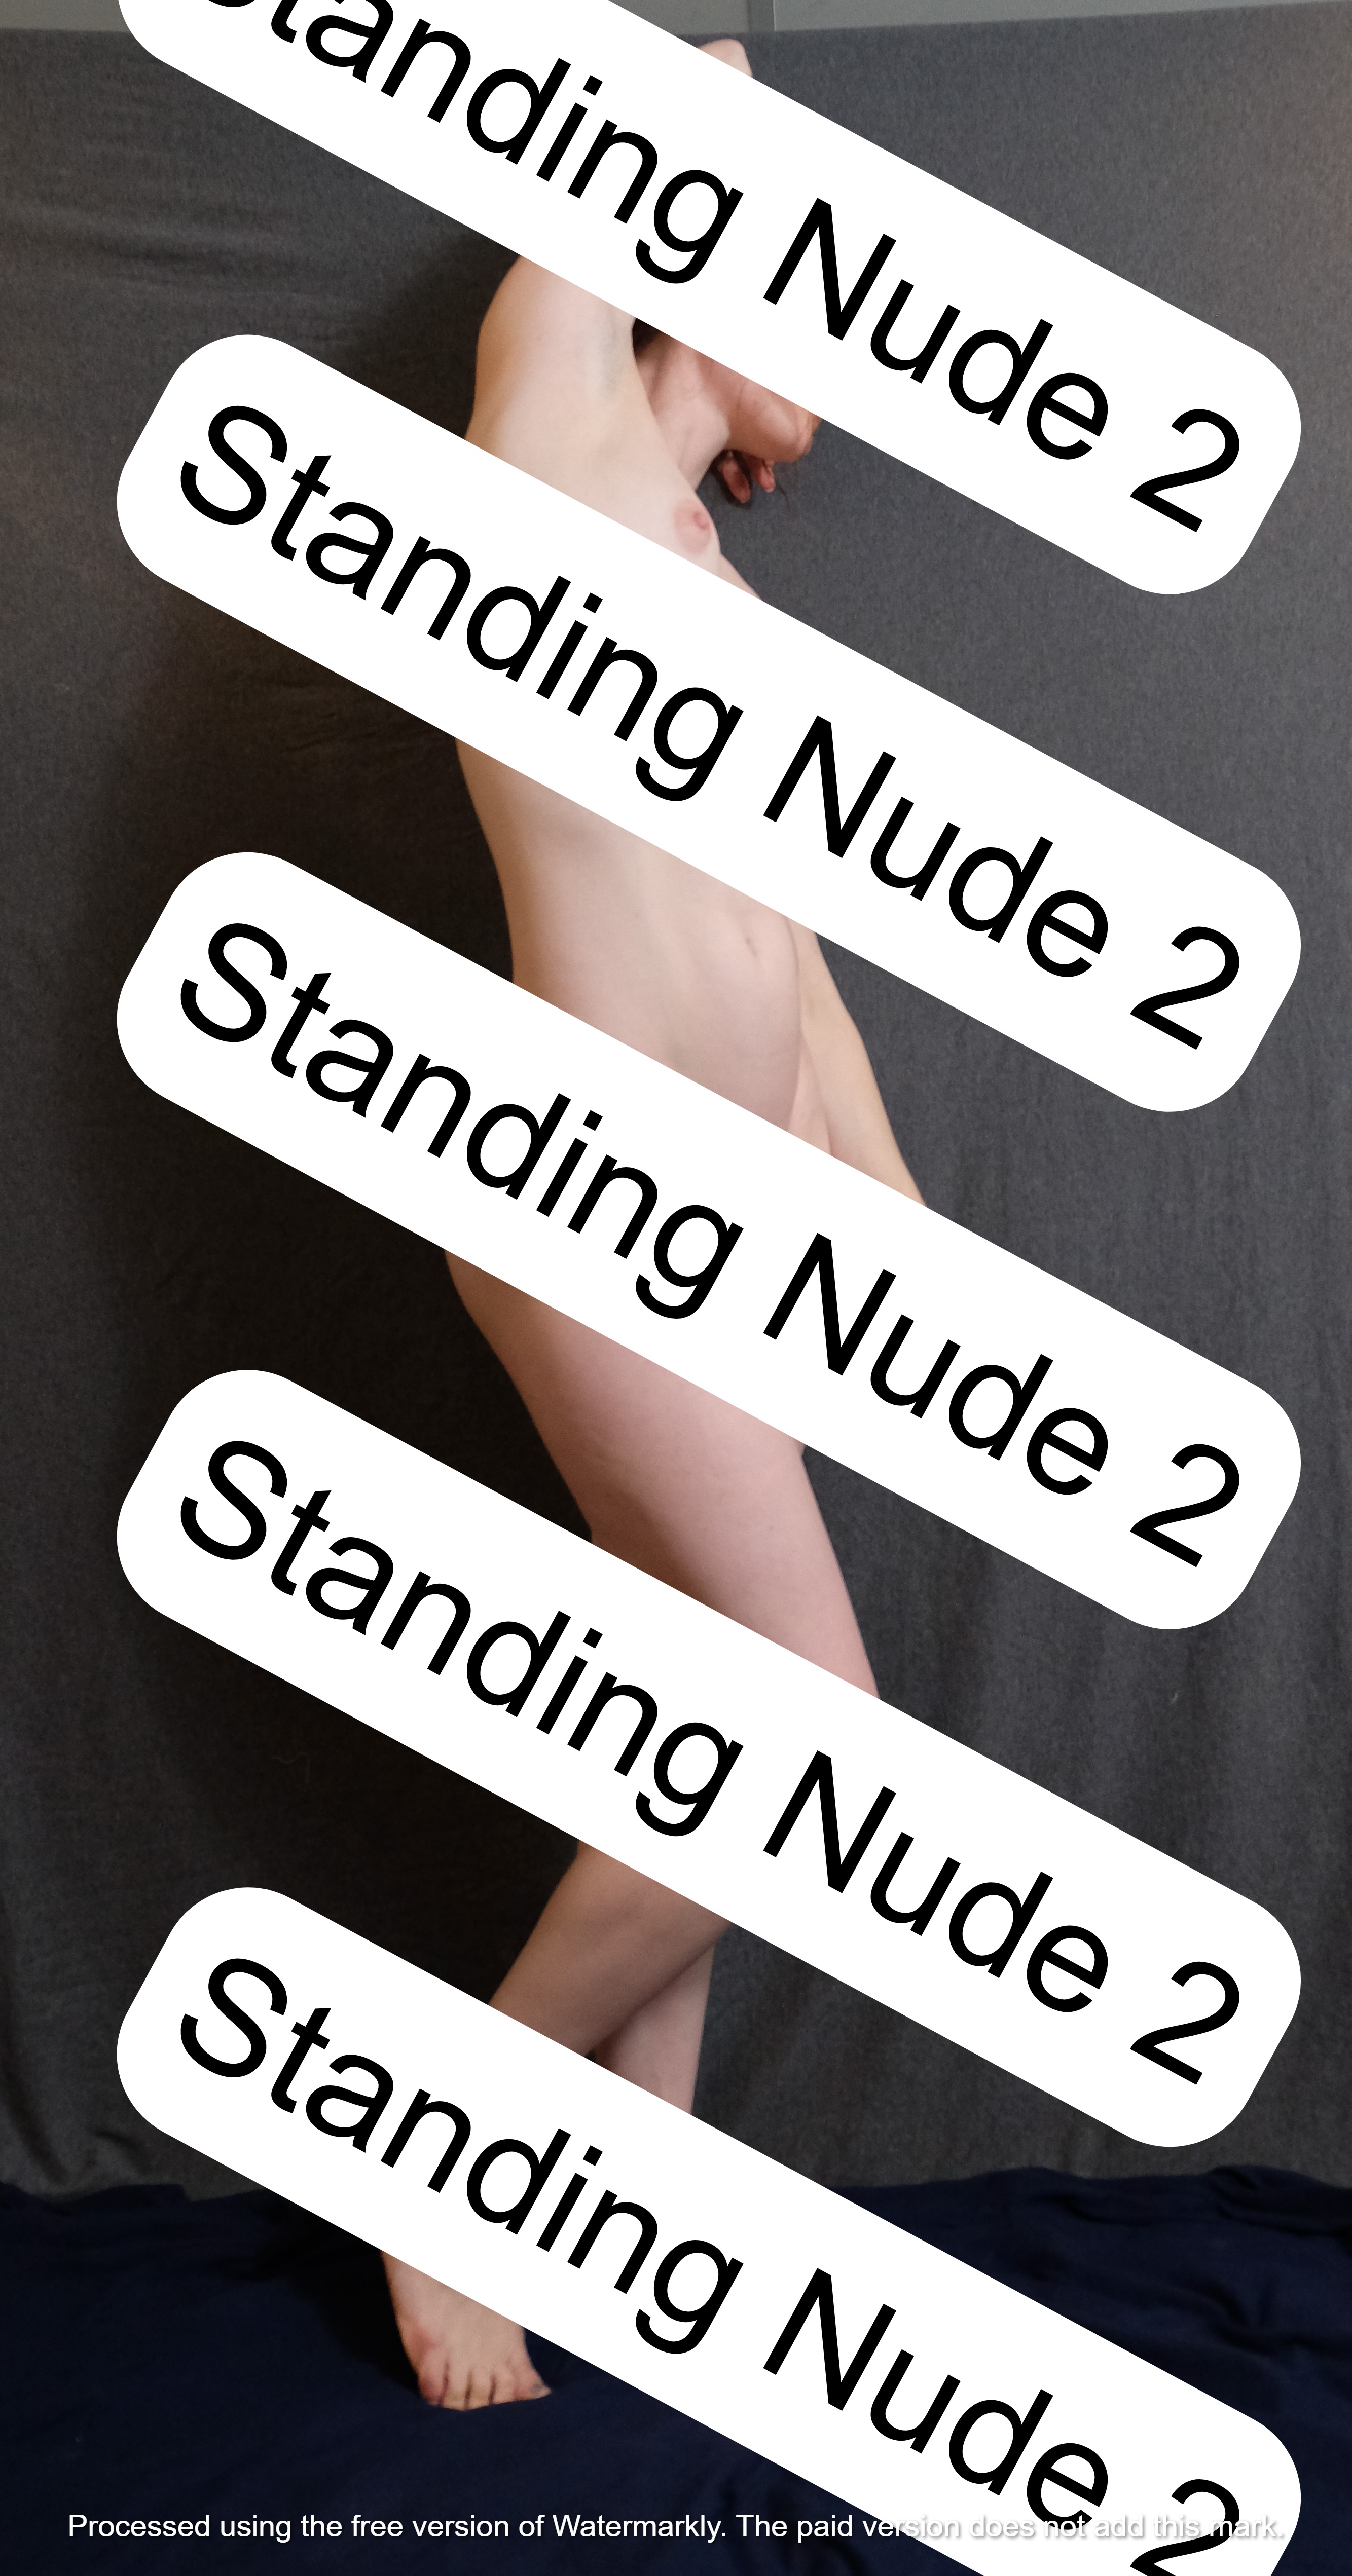 Standing Nude 2
Standing Nude 2
Standing Nude 2
Standing Nude 2
Standing Nude 2
Processed using the free version of Watermarkly. The paid version does not add this mark.